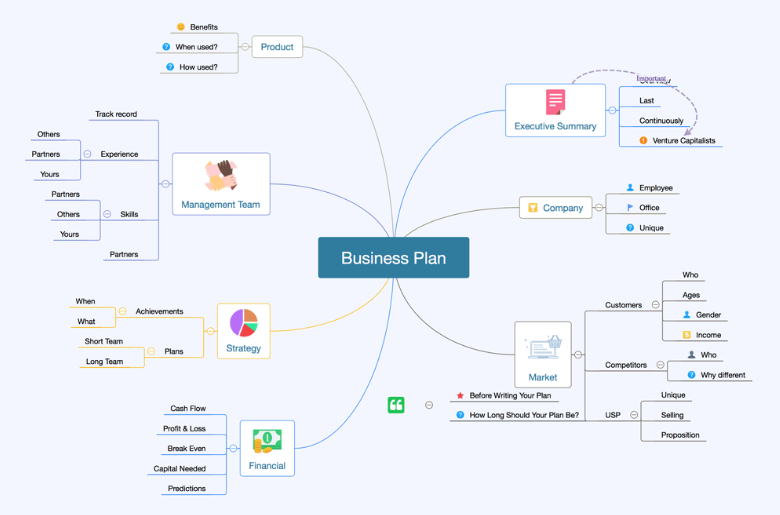 Business Plan
Product
Benefits
When used?
How used?
Management Team
Track record
Experience
Others
Partners
Yours
Skills
Partners
Others
Yours
Partners
Strategy
Achievements
When
What
Plans
Short Team
Long Team
Financial
Cash Flow
Profit & Loss
Break Even
Capital Needed
Predictions
Executive Summary
Important
Last
Continuously
Venture Capitalists
Company
Employee
Office
Unique
Market
Customers
Who
Ages
Gender
Income
Competitors
Who
Why different
USP
Unique
Selling
Proposition
Before Writing Your Plan
How Long Should Your Plan Be?